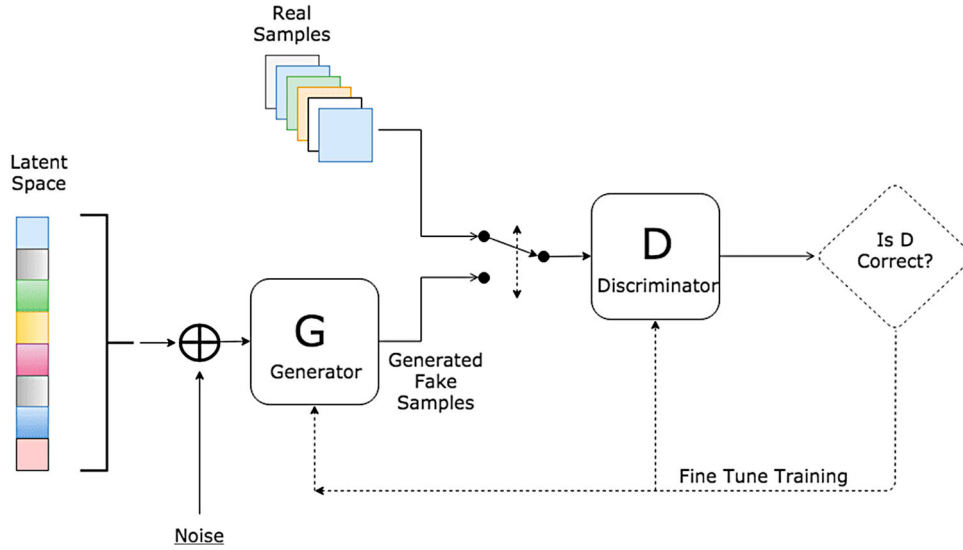 Real
Samples
Latent
Space
D
Discriminator
Is D
Correct?
G
Generator
Generated
Fake
Samples
Fine Tune Training
Noise